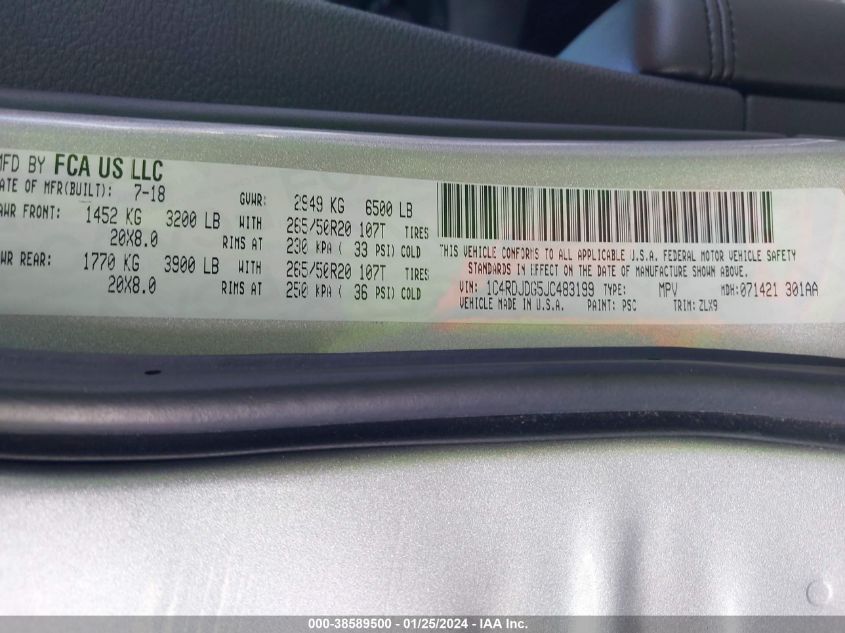 MFD BY FCA US LLC
DATE OF MFR(BUILT): 7-18 GVWR: 2949 KG 6500 LB
GAWR FRONT: 1452 KG 3200 LB WITH 265/50R20 107T TIRES
20X8.0 RIMS AT 230 KPA ( 33 PSI) COLD
GAWR REAR: 1770 KG 3900 LB WITH 265/50R20 107T TIRES
20X8.0 RIMS AT 250 KPA ( 36 PSI) COLD
THIS VEHICLE CONFORMS TO ALL APPLICABLE U.S.A. FEDERAL MOTOR VEHICLE SAFETY
STANDARDS IN EFFECT ON THE DATE OF MANUFACTURE SHOWN ABOVE.
VIN: 1C4RDJDG5JC483199 TYPE: MPV MDH: 071421 301AA
VEHICLE MADE IN U.S.A. PAINT: PSC TRIM: ZLX9
000-38589500 - 01/25/2024 - IAA Inc.